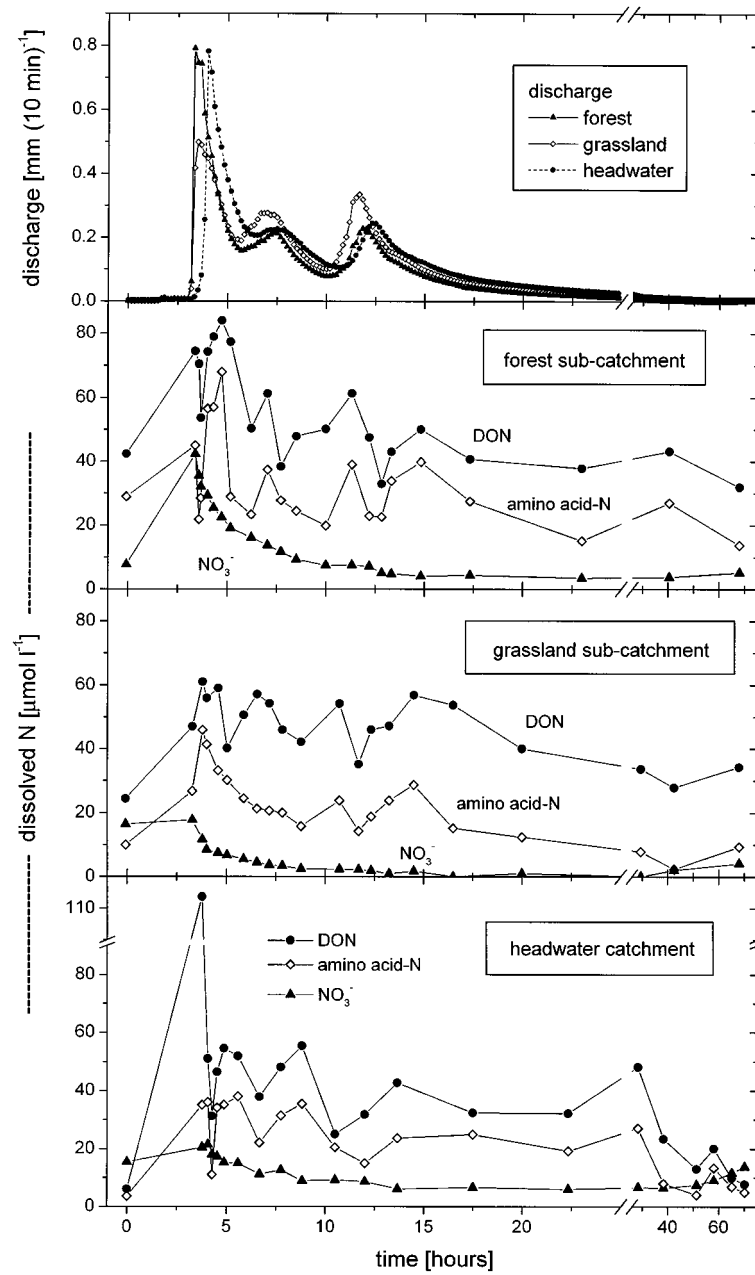 0.8
0.6
0.4
0.2
0.0
discharge [mm (10 min)⁻¹]
discharge
forest
grassland
headwater
80
60
40
20
0
forest sub-catchment
DON
amino acid-N
NO₃⁻
80
60
40
20
0
grassland sub-catchment
DON
amino acid-N
NO₃⁻
dissolved N [μmol l⁻¹]
110
80
60
40
20
0
DON
amino acid-N
NO₃⁻
headwater catchment
0 5 10 15 20 40 60
time [hours]